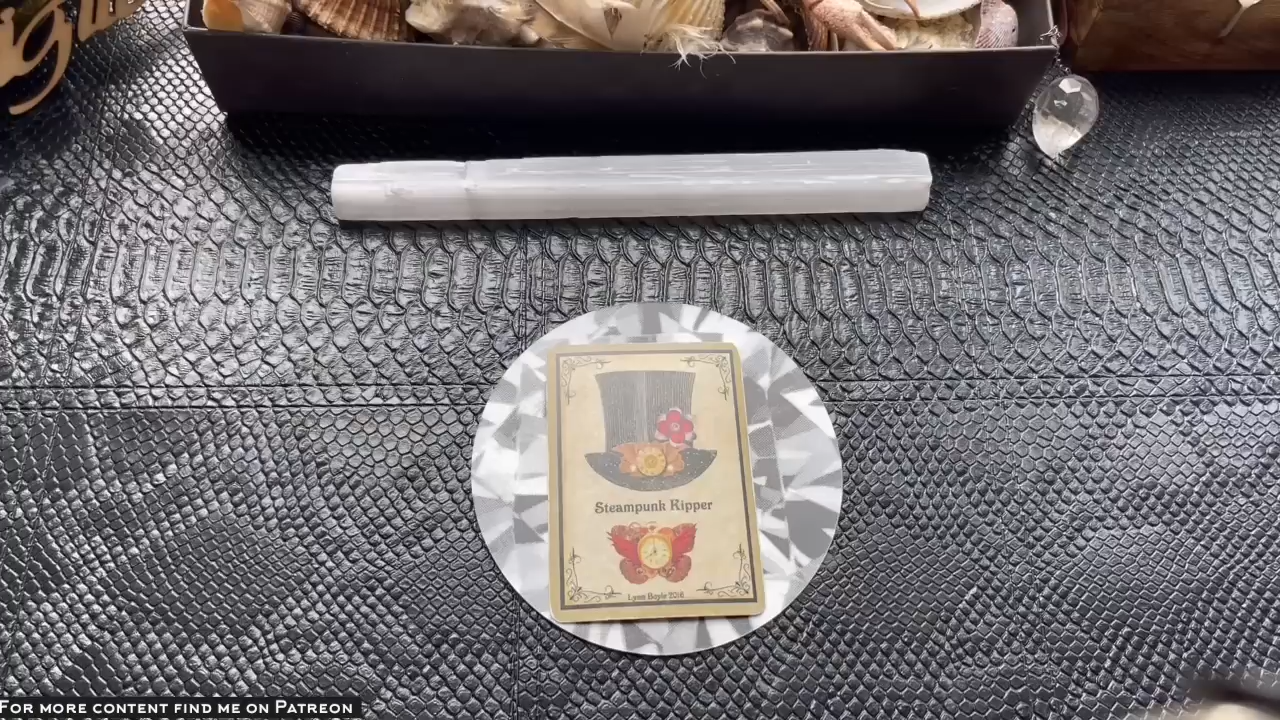 Steampunk Ripper
Lynn Boyle 2016
FOR MORE CONTENT FIND ME ON PATREON